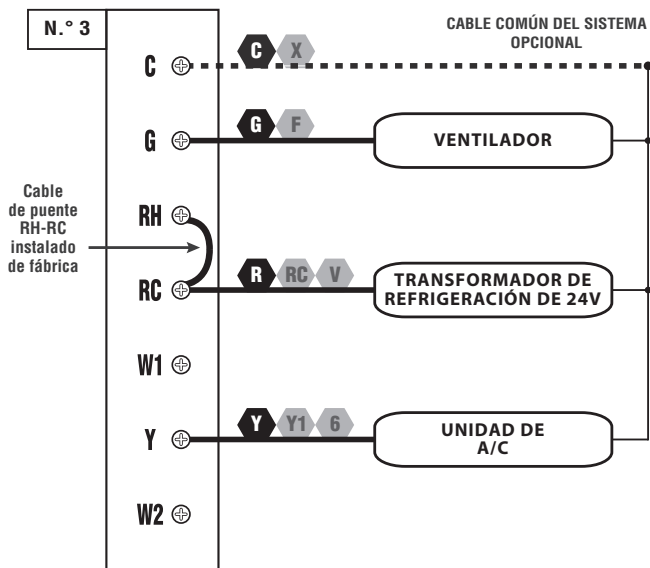 N.° 3
CABLE COMÚN DEL SISTEMA
OPCIONAL
C
C X
G
G F
VENTILADOR
Cable
de puente
RH-RC
instalado
de fábrica
RH
RC
R RC V
TRANSFORMADOR DE
REFRIGERACIÓN DE 24V
W1
Y
Y Y1 6
UNIDAD DE
A/C
W2